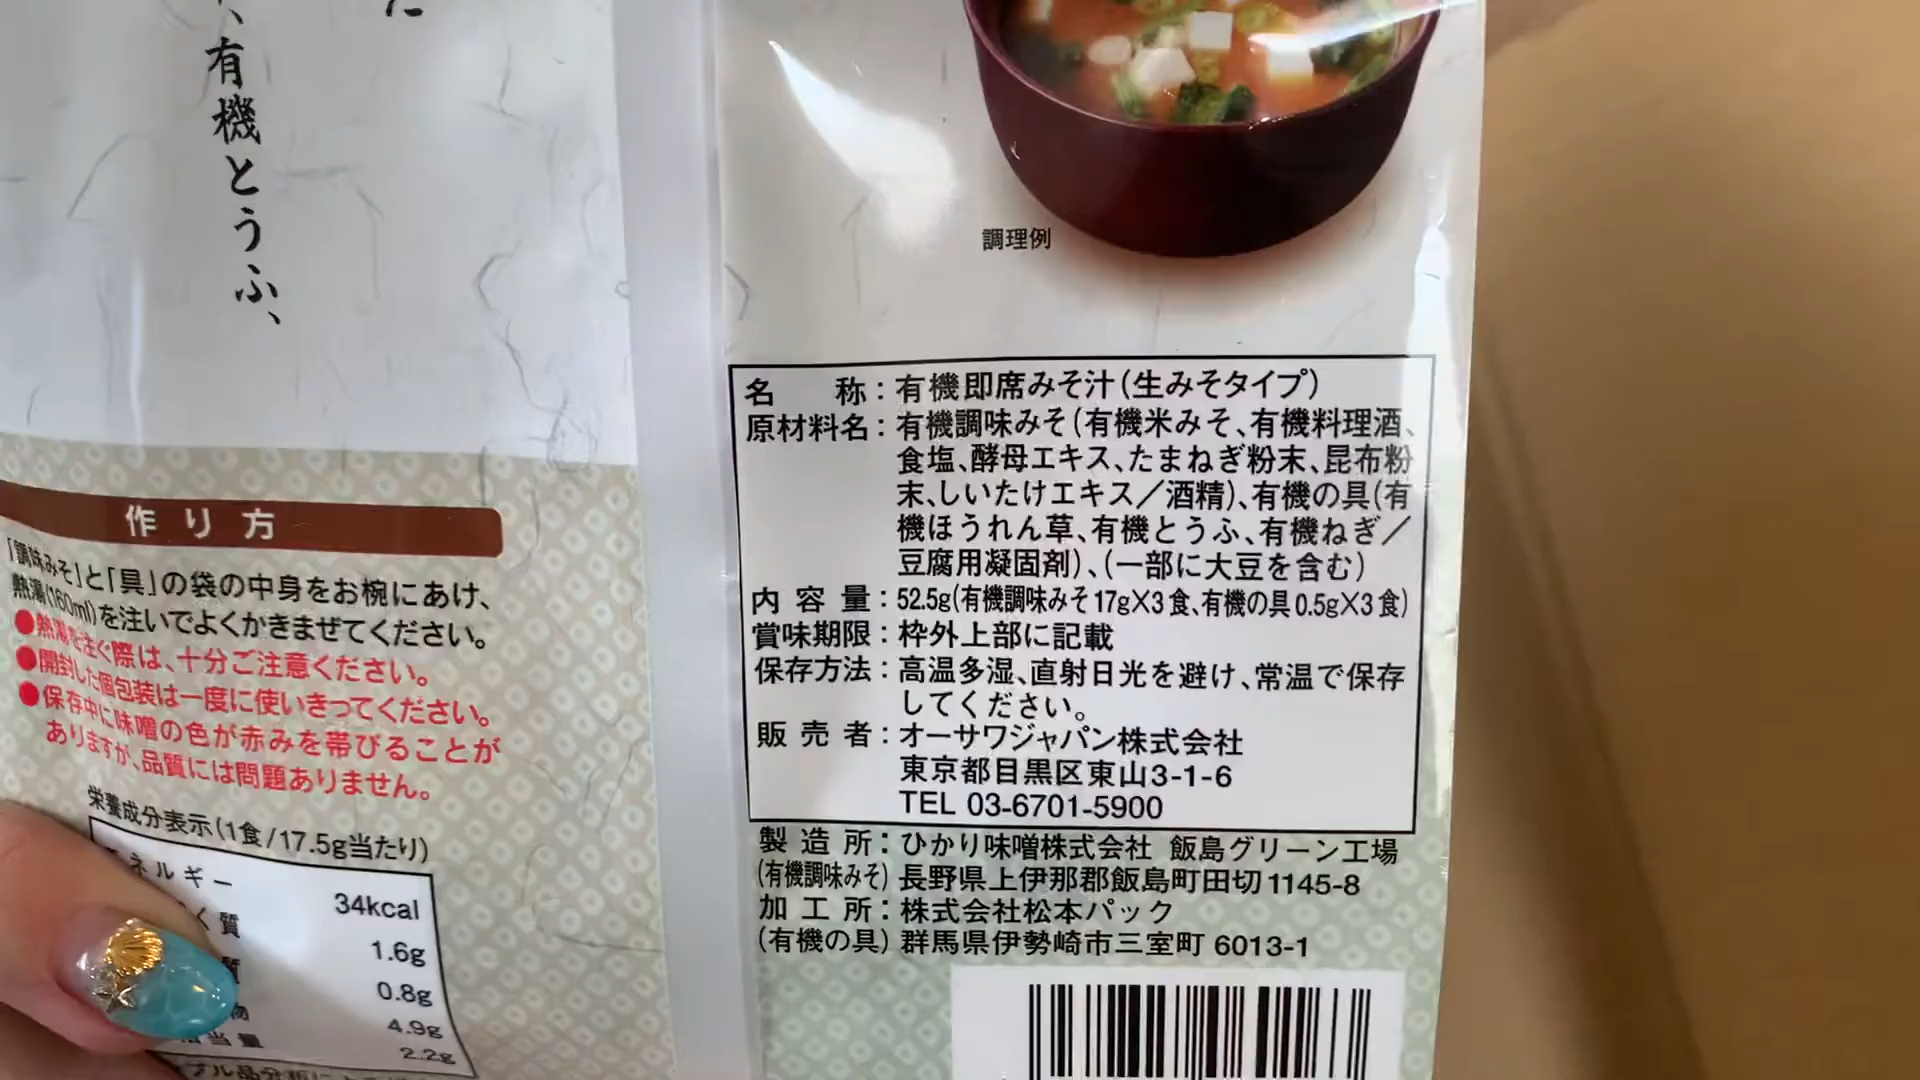 、有機とうふ、
調理例
作り方
「調味みそ」と「具」の袋の中身をお椀にあけ、
熱湯(160ml)を注いでよくかきまぜてください。
●熱湯を注ぐ際は、十分ご注意ください。
●開封した個包装は一度に使いきってください。
●保存中に味噌の色が赤みを帯びることが
ありますが、品質には問題ありません。
栄養成分表示(1食/17.5g当たり)
ネルギー 34kcal
く質 1.6g
質 0.8g
物 4.9g
当量 2.2g
名称:有機即席みそ汁(生みそタイプ)
原材料名:有機調味みそ(有機米みそ、有機料理酒、
食塩、酵母エキス、たまねぎ粉末、昆布粉
末、しいたけエキス/酒精)、有機の具(有
機ほうれん草、有機とうふ、有機ねぎ/
豆腐用凝固剤)、(一部に大豆を含む)
内容量:52.5g(有機調味みそ17g×3食、有機の具0.5g×3食)
賞味期限:枠外上部に記載
保存方法:高温多湿、直射日光を避け、常温で保存
してください。
販売者:オーサワジャパン株式会社
東京都目黒区東山3-1-6
TEL 03-6701-5900
製造所:ひかり味噌株式会社 飯島グリーン工場
(有機調味みそ)長野県上伊那郡飯島町田切1145-8
加工所:株式会社松本パック
(有機の具)群馬県伊勢崎市三室町 6013-1